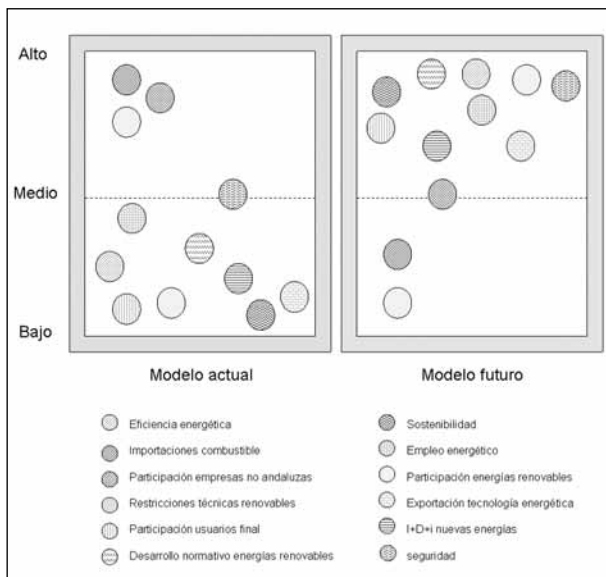 Alto
Medio
Bajo
Modelo actual
Modelo futuro
Eficiencia energética
Importaciones combustible
Participación empresas no andaluzas
Restricciones técnicas renovables
Participación usuarios final
Desarrollo normativo energías renovables
Sostenibilidad
Empleo energético
Participación energías renovables
Exportación tecnología energética
I+D+i nuevas energías
seguridad